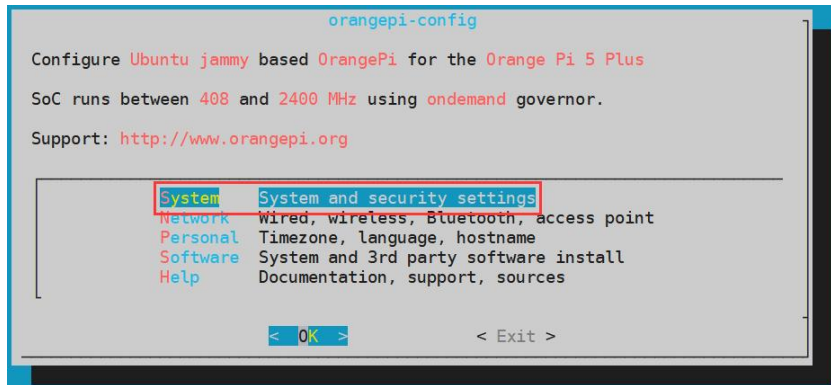 orangepi-config
Configure Ubuntu jammy based OrangePi for the Orange Pi 5 Plus
SoC runs between 408 and 2400 MHz using ondemand governor.
Support: http://www.orangepi.org
System System and security settings
Network Wired, wireless, Bluetooth, access point
Personal Timezone, language, hostname
Software System and 3rd party software install
Help Documentation, support, sources
< OK > < Exit >